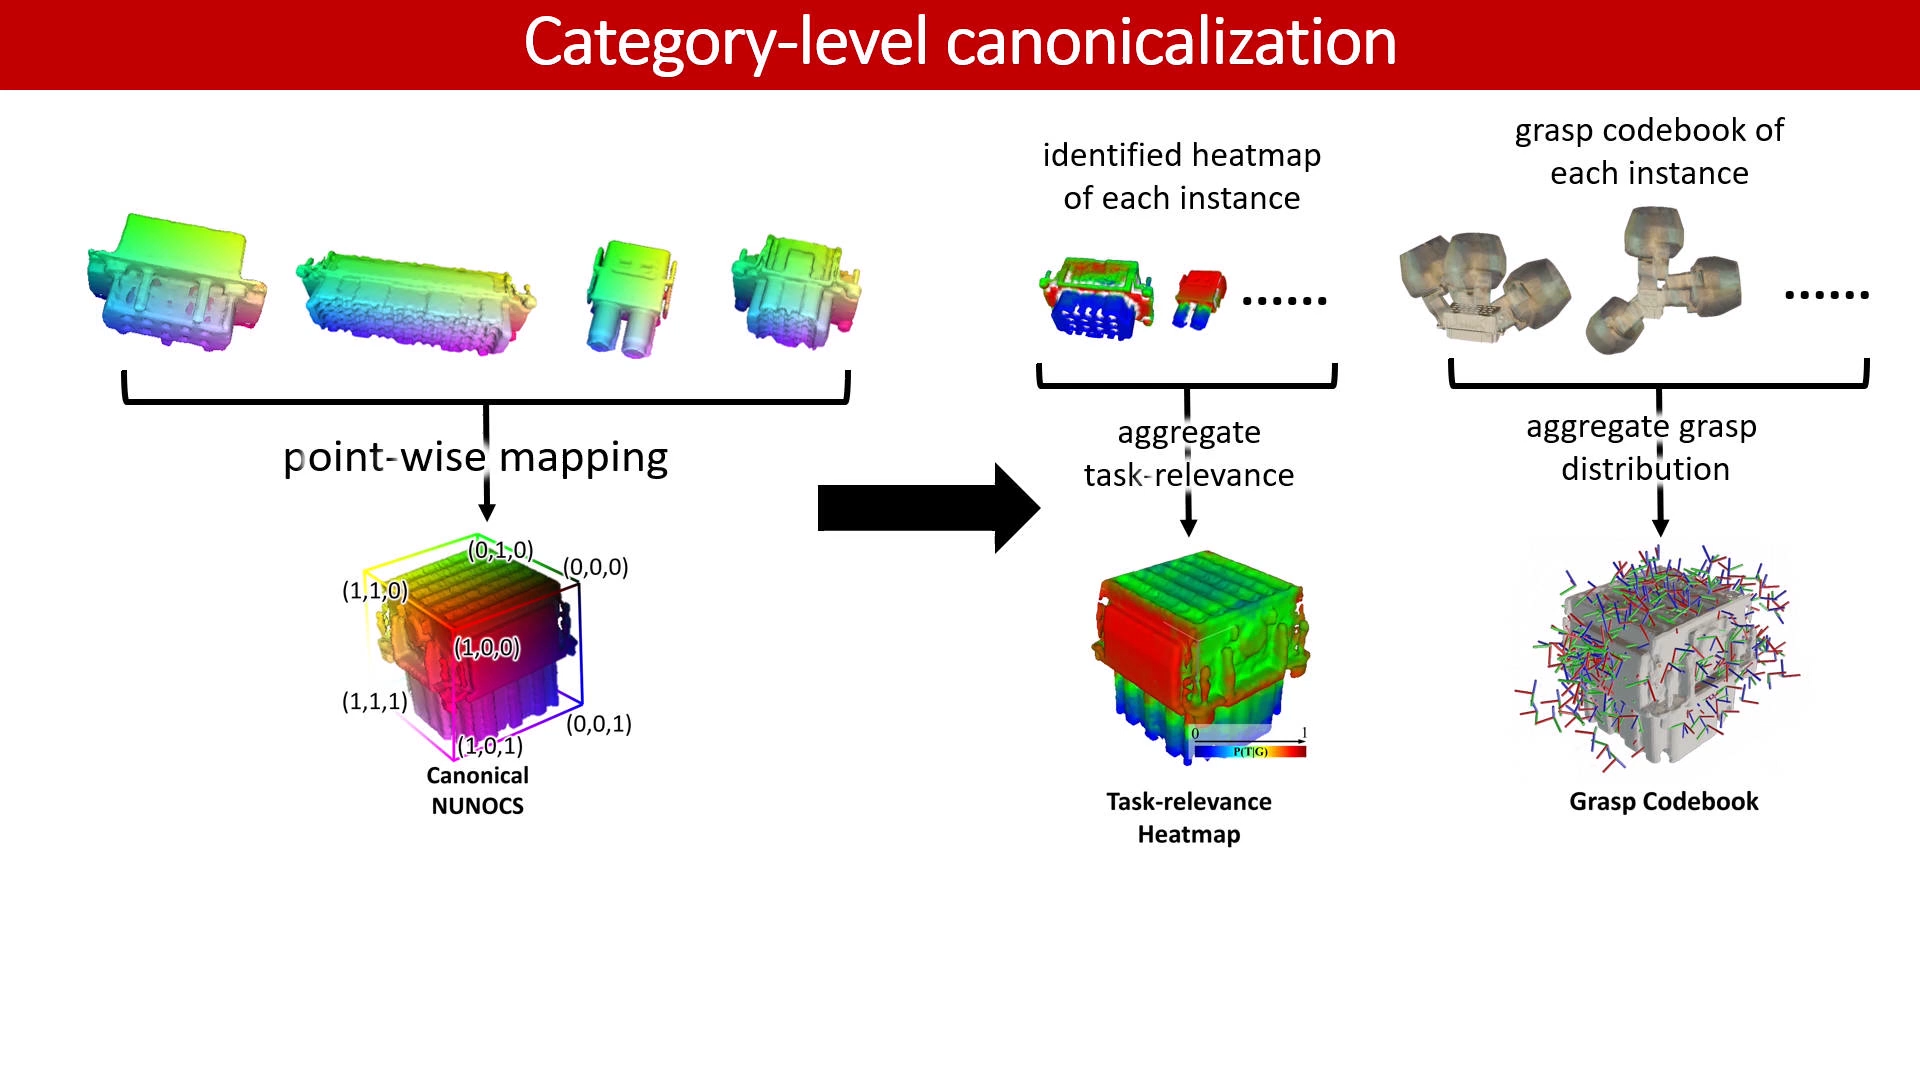 Category-level canonicalization
point-wise mapping
(0,1,0)
(0,0,0)
(1,1,0)
(1,0,0)
(1,1,1)
(0,0,1)
(1,0,1)
Canonical
NUNOCS
identified heatmap
of each instance
......
aggregate
task-relevance
0
1
P(T|G)
Task-relevance
Heatmap
grasp codebook of
each instance
......
aggregate grasp
distribution
Grasp Codebook